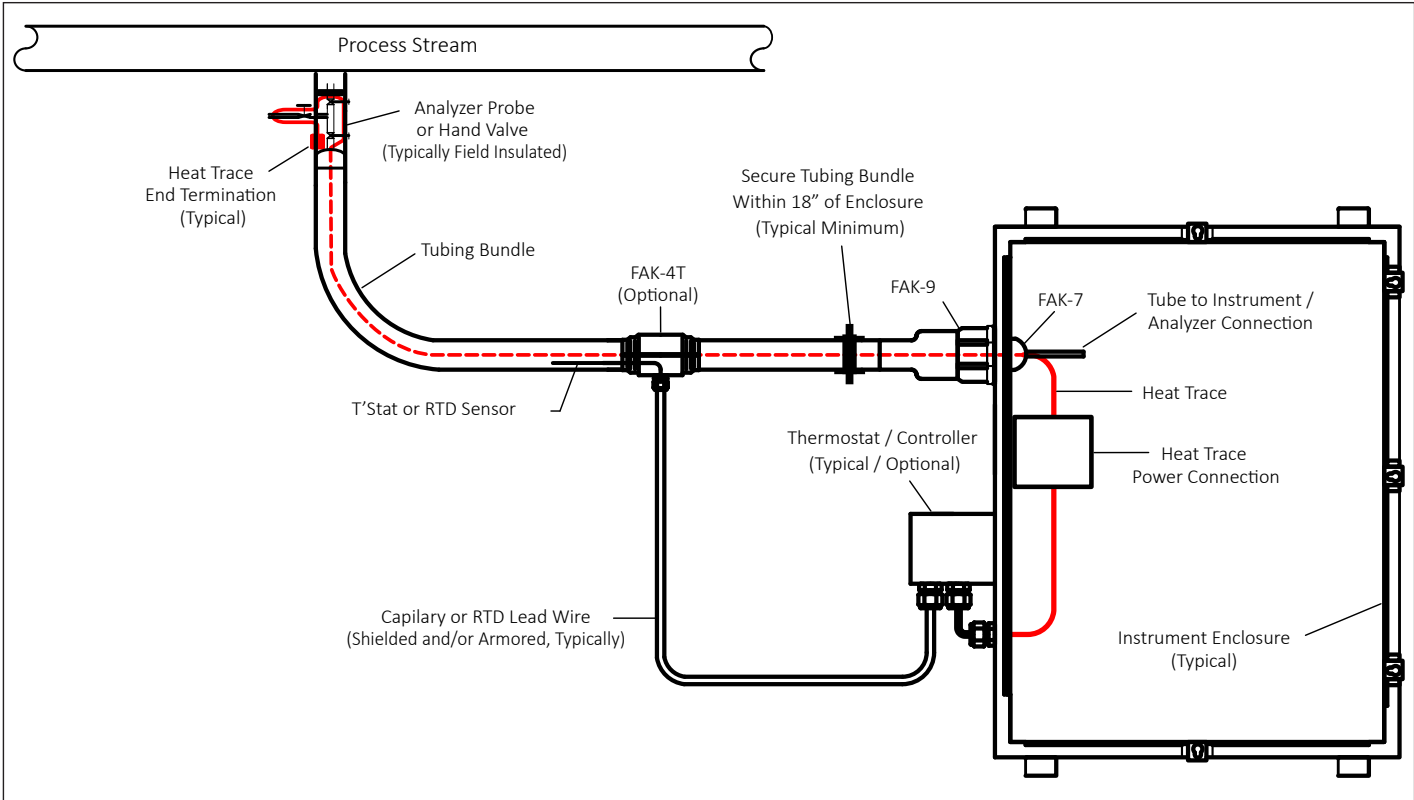 Process Stream
Analyzer Probe
or Hand Valve
(Typically Field Insulated)
Heat Trace
End Termination
(Typical)
Tubing Bundle
FAK-4T
(Optional)
Secure Tubing Bundle
Within 18” of Enclosure
(Typical Minimum)
FAK-9
FAK-7
Tube to Instrument /
Analyzer Connection
T’Stat or RTD Sensor
Heat Trace
Thermostat / Controller
(Typical / Optional)
Heat Trace
Power Connection
Capilary or RTD Lead Wire
(Shielded and/or Armored, Typically)
Instrument Enclosure
(Typical)